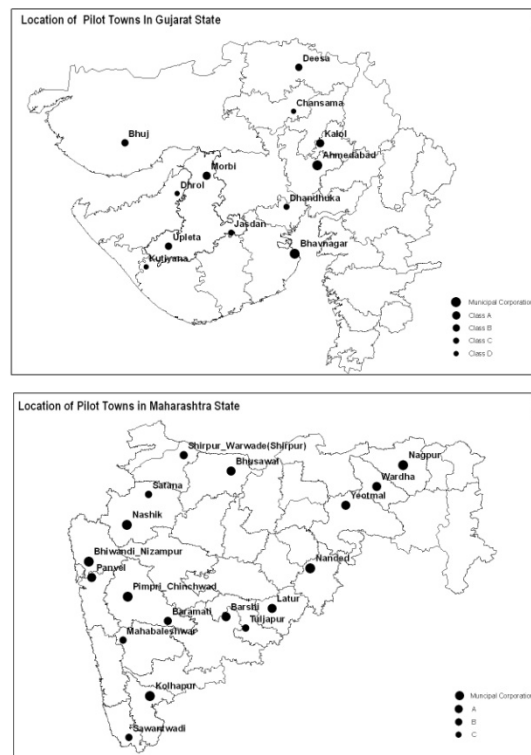 Location of Pilot Towns In Gujarat State
Deesa
Chansama
Bhuj
Kalol
Ahmedabad
Morbi
Dhrol
Dhandhuka
Jasdan
Upleta
Bhavnagar
Kutiyana
Municipal Corporation
Class A
Class B
Class C
Class D
Location of Pilot Towns in Maharashtra State
Shirpur_Warwade(Shirpur)
Bhusawal
Nagpur
Wardha
Satana
Yeotmal
Nashik
Bhiwandi_Nizampur
Panvel
Nanded
Pimpri_Chinchwad
Latur
Baramati
Barshi
Tuljapur
Mahabaleshwar
Kolhapur
Sawantwadi
Muncipal Corporation
A
B
C